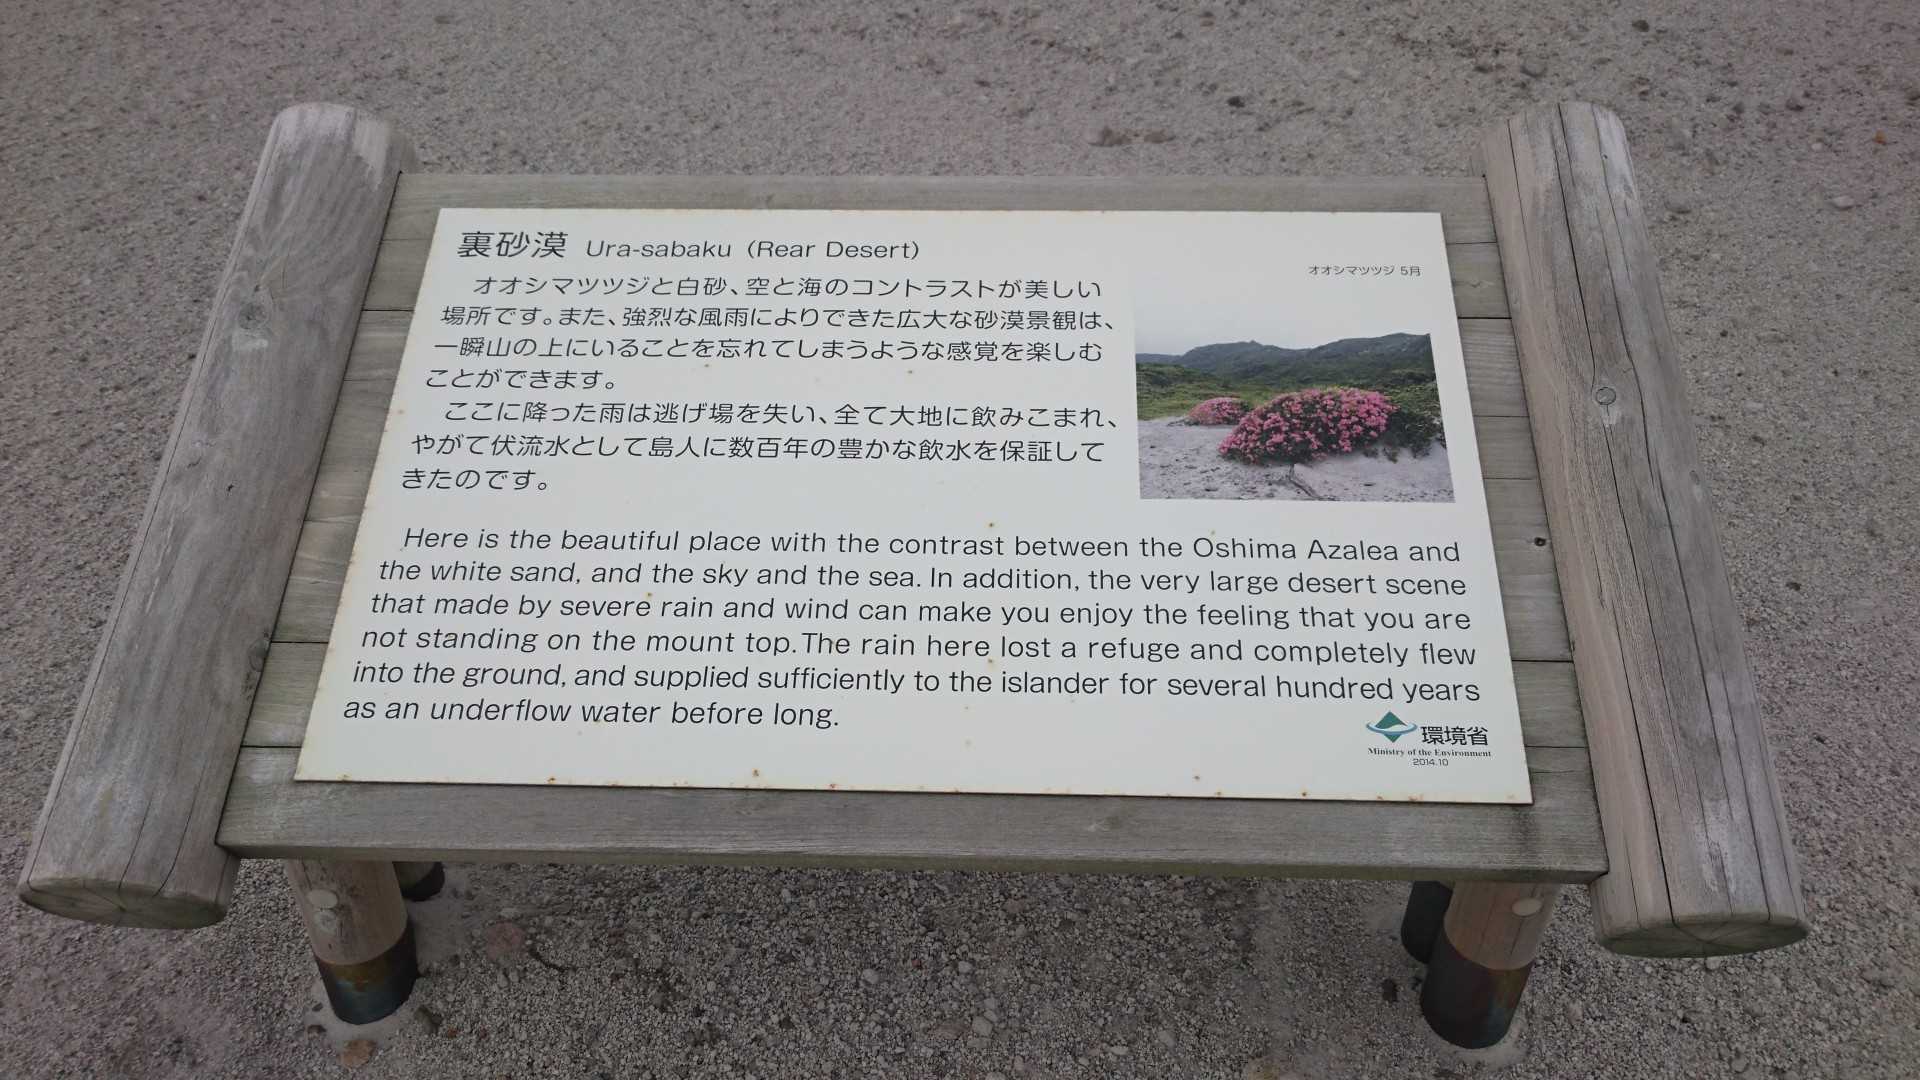 裏砂漠 Ura-sabaku (Rear Desert)
オオシマツツジ 5月
オオシマツツジと白砂、空と海のコントラストが美しい
場所です。また、強烈な風雨によりできた広大な砂漠景観は、
一瞬山の上にいることを忘れてしまうような感覚を楽しむ
ことができます。
ここに降った雨は逃げ場を失い、全て大地に飲みこまれ、
やがて伏流水として島人に数百年の豊かな飲水を保証して
きたのです。
Here is the beautiful place with the contrast between the Oshima Azalea and
the white sand, and the sky and the sea. In addition, the very large desert scene
that made by severe rain and wind can make you enjoy the feeling that you are
not standing on the mount top. The rain here lost a refuge and completely flew
into the ground, and supplied sufficiently to the islander for several hundred years
as an underflow water before long.
環境省
Ministry of the Environment
2014.10